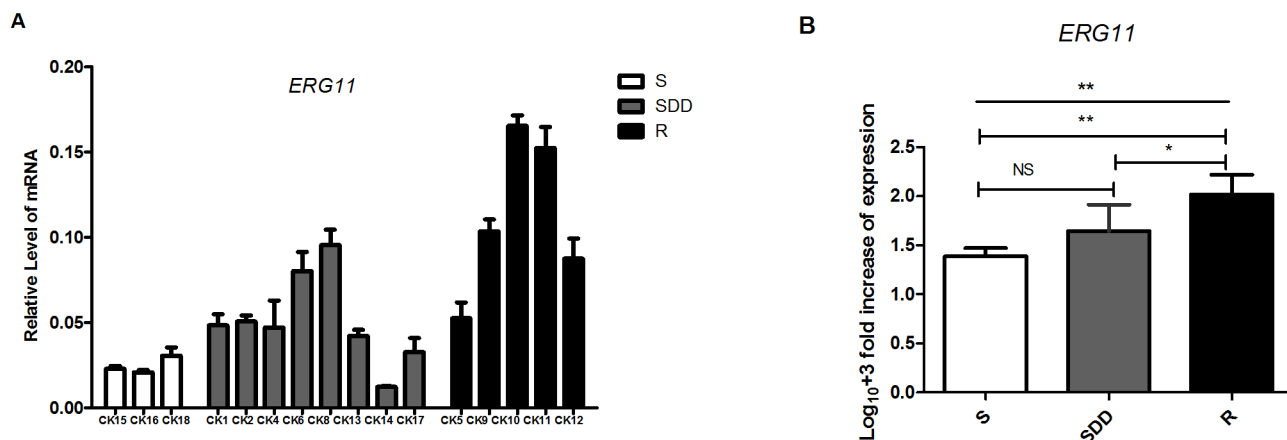 A
ERG11
Relative Level of mRNA
0.20
0.15
0.10
0.05
0.00
S
SDD
R
CK15 CK16 CK18 CK1 CK2 CK4 CK6 CK8 CK13 CK14 CK17 CK5 CK9 CK10 CK11 CK12
B
ERG11
Log₁₀+3 fold increase of expression
**
**
*
NS
2.5
2.0
1.5
1.0
0.5
0.0
S
SDD
R